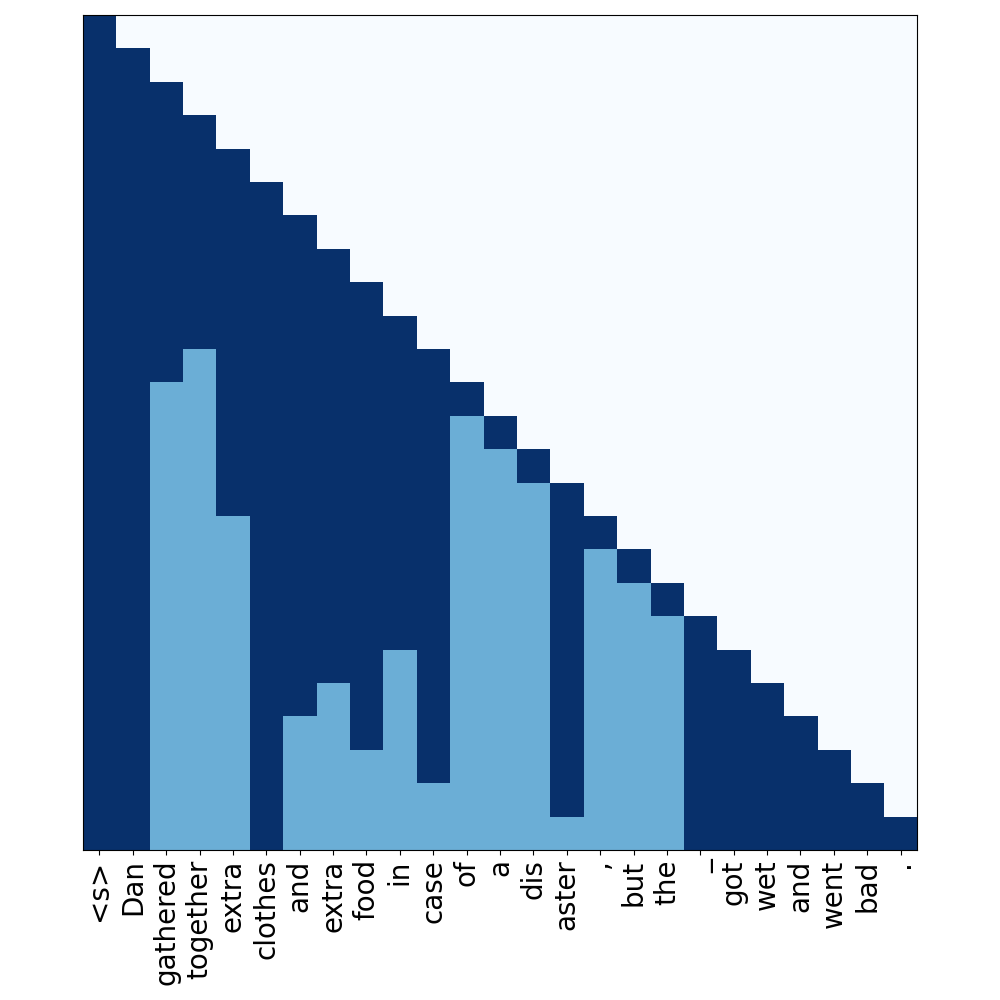 <s>
Dan
gathered
together
extra
clothes
and
extra
food
in
case
of
a
dis
aster
,
but
the
_
got
wet
and
went
bad
.